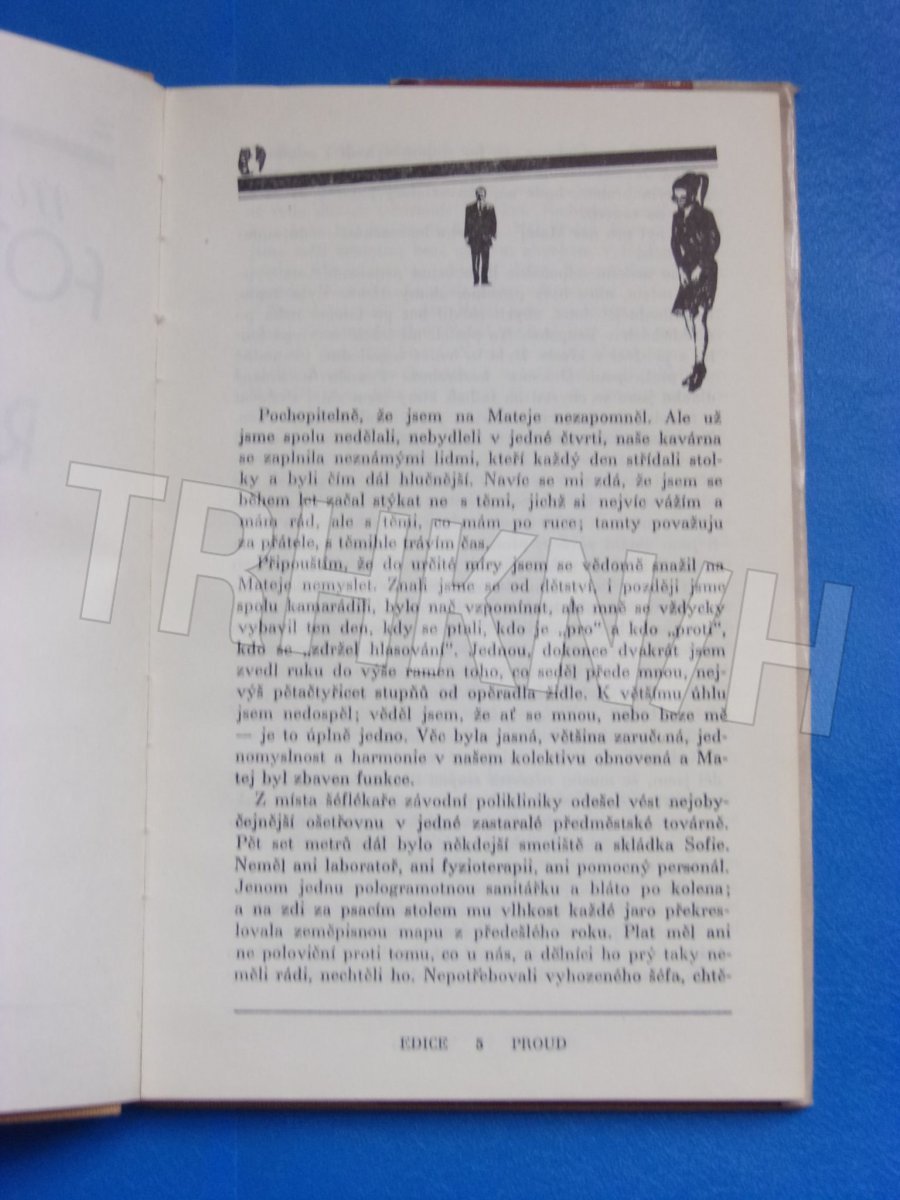 Pochopitelně, že jsem na Mateje nezapomněl. Ale už
jsme spolu nedělali, nebydleli v jedné čtvrti, naše kavárna
se zaplnila neznámými lidmi, kteří každý den střídali stol-
ky a byli čím dál hlučnější. Navíc se mi zdá, že jsem se
během let začal stýkat ne s těmi, jichž si nejvíc vážím a
mám rád, ale s těmi, co mám po ruce; tamty považuju
za přátele, s těmihle trávím čas.
Připouštím, že do určité míry jsem se vědomě snažil na
Mateje nemyslet. Znali jsme se od dětství, i později jsme
spolu kamarádili, bylo nač vzpomínat, ale mně se vždycky
vybavil ten den, kdy se ptali, kdo je „pro“ a kdo „proti“,
kdo se „zdržel hlasování“. Jednou, dokonce dvakrát jsem
zvedl ruku do výše ramen toho, co seděl přede mnou, nej-
výš pětačtyřicet stupňů od opěradla židle. K většímu úhlu
jsem nedospěl; věděl jsem, že ať se mnou, nebo beze mě
— je to úplně jedno. Věc byla jasná, většina zaručená, jed-
nomyslnost a harmonie v našem kolektivu obnovená a Ma-
tej byl zbaven funkce.
Z místa šéflékaře závodní polikliniky odešel vést nejoby-
čejnější ošetřovnu v jedné zastaralé předměstské továrně.
Pět set metrů dál bylo někdejší smetiště a skládka Sofie.
Neměl ani laboratoř, ani fyzioterapii, ani pomocný personál.
Jenom jednu pologramotnou sanitářku a bláto po kolena;
a na zdi za psacím stolem mu vlhkost každé jaro překres-
lovala zeměpisnou mapu z předešlého roku. Plat měl ani
ne poloviční proti tomu, co u nás, a dělníci ho prý taky ne-
měli rádi, nechtěli ho. Nepotřebovali vyhozeného šéfa, chtě-
EDICE 5 PROUD